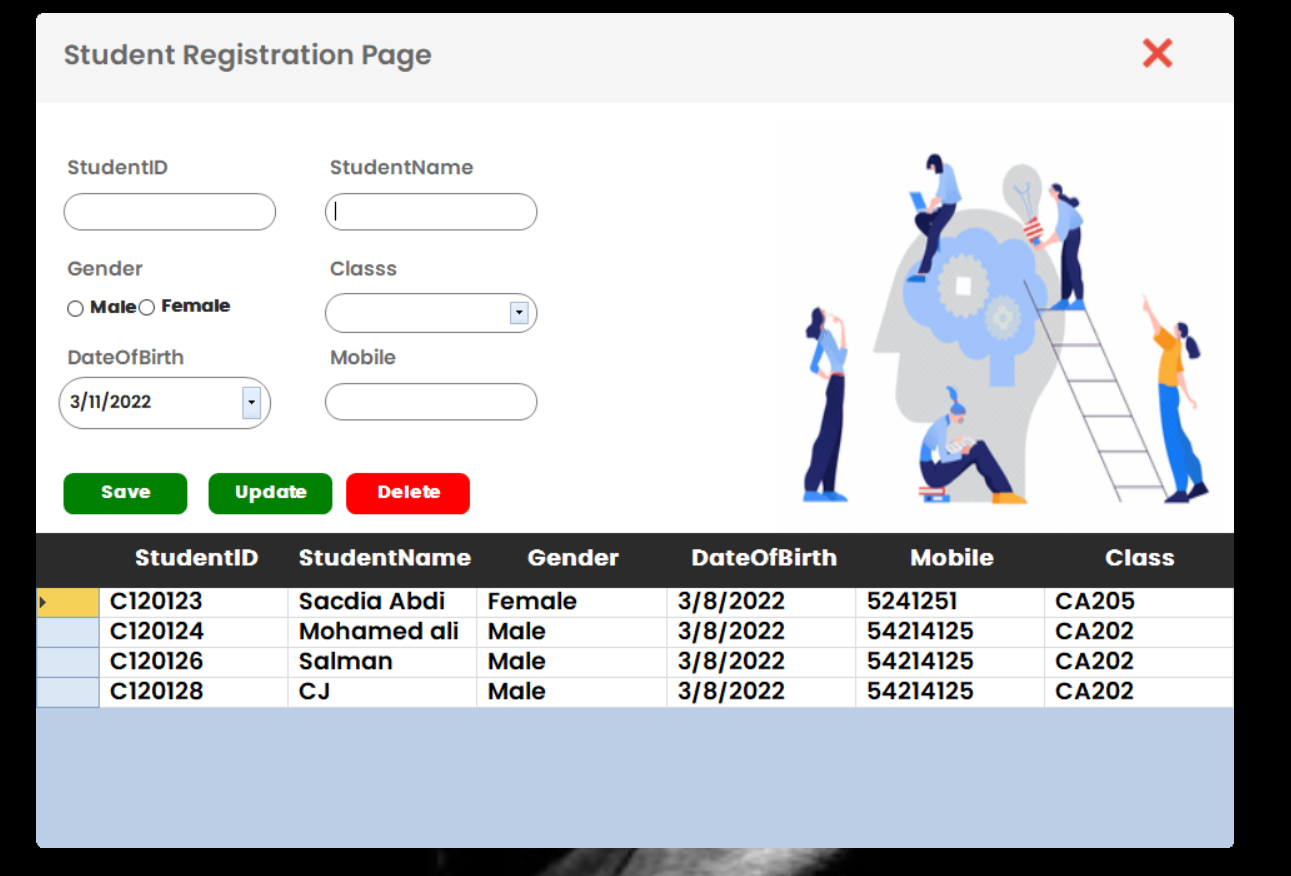 Student Registration Page
StudentID StudentName
Gender Classs
Male Female
DateOfBirth Mobile
3/11/2022
Save Update Delete
StudentID StudentName Gender DateOfBirth Mobile Class
C120123 Sacdia Abdi Female 3/8/2022 5241251 CA205
C120124 Mohamed ali Male 3/8/2022 54214125 CA202
C120126 Salman Male 3/8/2022 54214125 CA202
C120128 CJ Male 3/8/2022 54214125 CA202